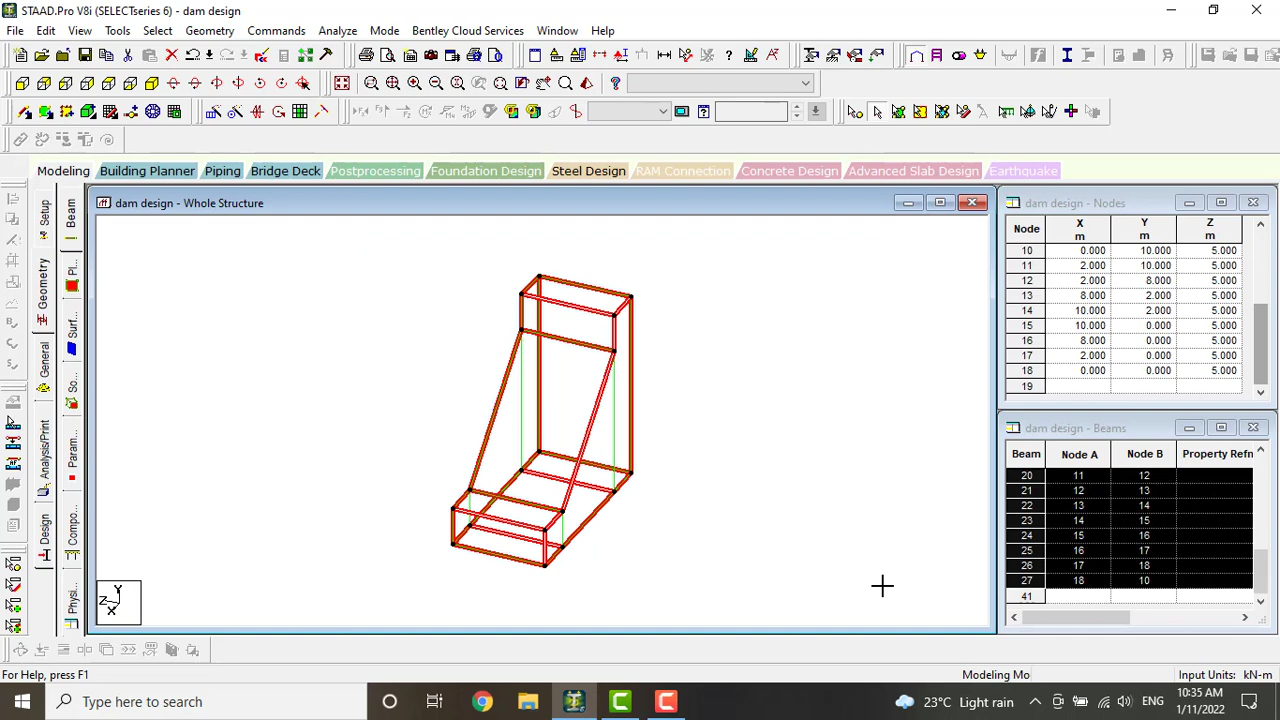 STAAD.Pro V8i (SELECTseries 6) - dam design
File Edit View Tools Select Geometry Commands Analyze Mode Bentley Cloud Services Window Help
Modeling Building Planner Piping Bridge Deck Postprocessing Foundation Design Steel Design RAM Connection Concrete Design Advanced Slab Design Earthquake
Setup
Geometry
General
Analysis/Print
Design
Beam
Pl...
Surf...
So...
Param...
Compo...
Physi...
dam design - Whole Structure
Y
Z
X
dam design - Nodes
Node X m Y m Z m
10 0.000 10.000 5.000
11 2.000 10.000 5.000
12 2.000 8.000 5.000
13 8.000 2.000 5.000
14 10.000 2.000 5.000
15 10.000 0.000 5.000
16 8.000 0.000 5.000
17 2.000 0.000 5.000
18 0.000 0.000 5.000
19
dam design - Beams
Beam Node A Node B Property Refn
20 11 12
21 12 13
22 13 14
23 14 15
24 15 16
25 16 17
26 17 18
27 18 10
41
For Help, press F1
Modeling Mo
Input Units: kN-m
Type here to search
23°C Light rain
ENG
10:35 AM
1/11/2022